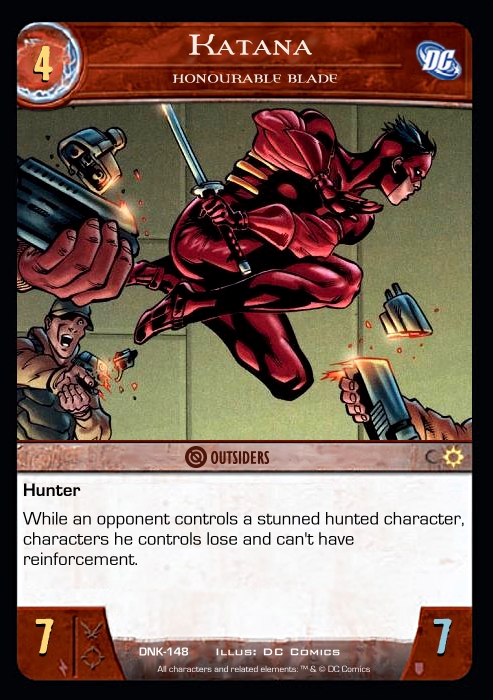 4
KATANA
HONOURABLE BLADE
DC
OUTSIDERS
Hunter
While an opponent controls a stunned hunted character,
characters he controls lose and can't have
reinforcement.
7
7
DNK-148 ILLUS: DC COMICS
All characters and related elements: ™ & © DC Comics